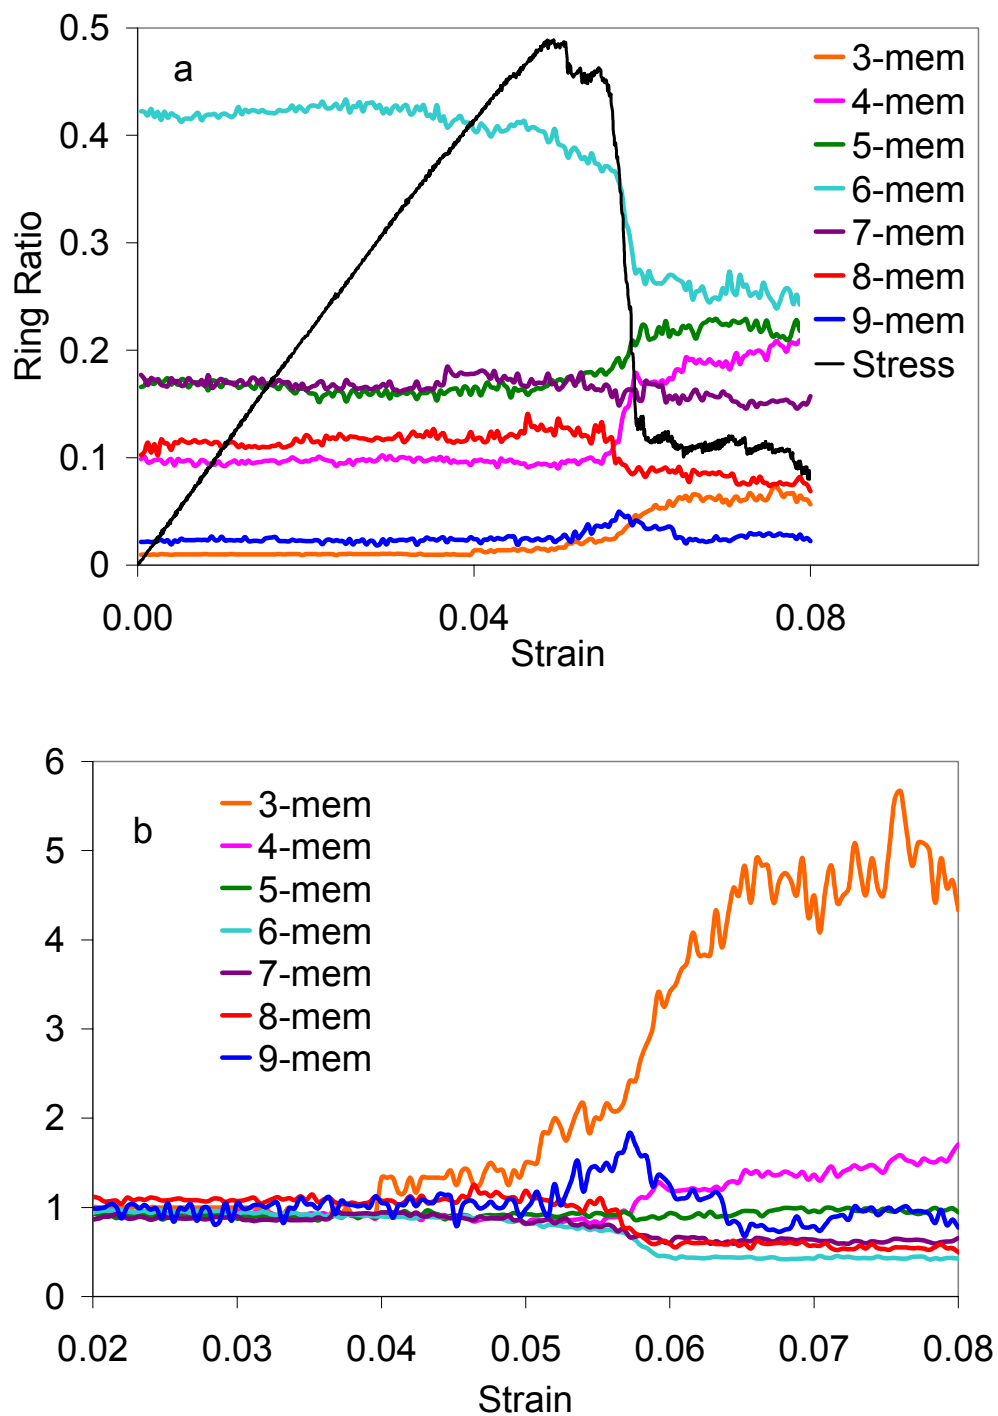 a
0.5
0.4
0.3
0.2
0.1
0
Ring Ratio
3-mem
4-mem
5-mem
6-mem
7-mem
8-mem
9-mem
Stress
0.00 0.04 0.08
Strain
b
6
5
4
3
2
1
0
3-mem
4-mem
5-mem
6-mem
7-mem
8-mem
9-mem
0.02 0.03 0.04 0.05 0.06 0.07 0.08
Strain